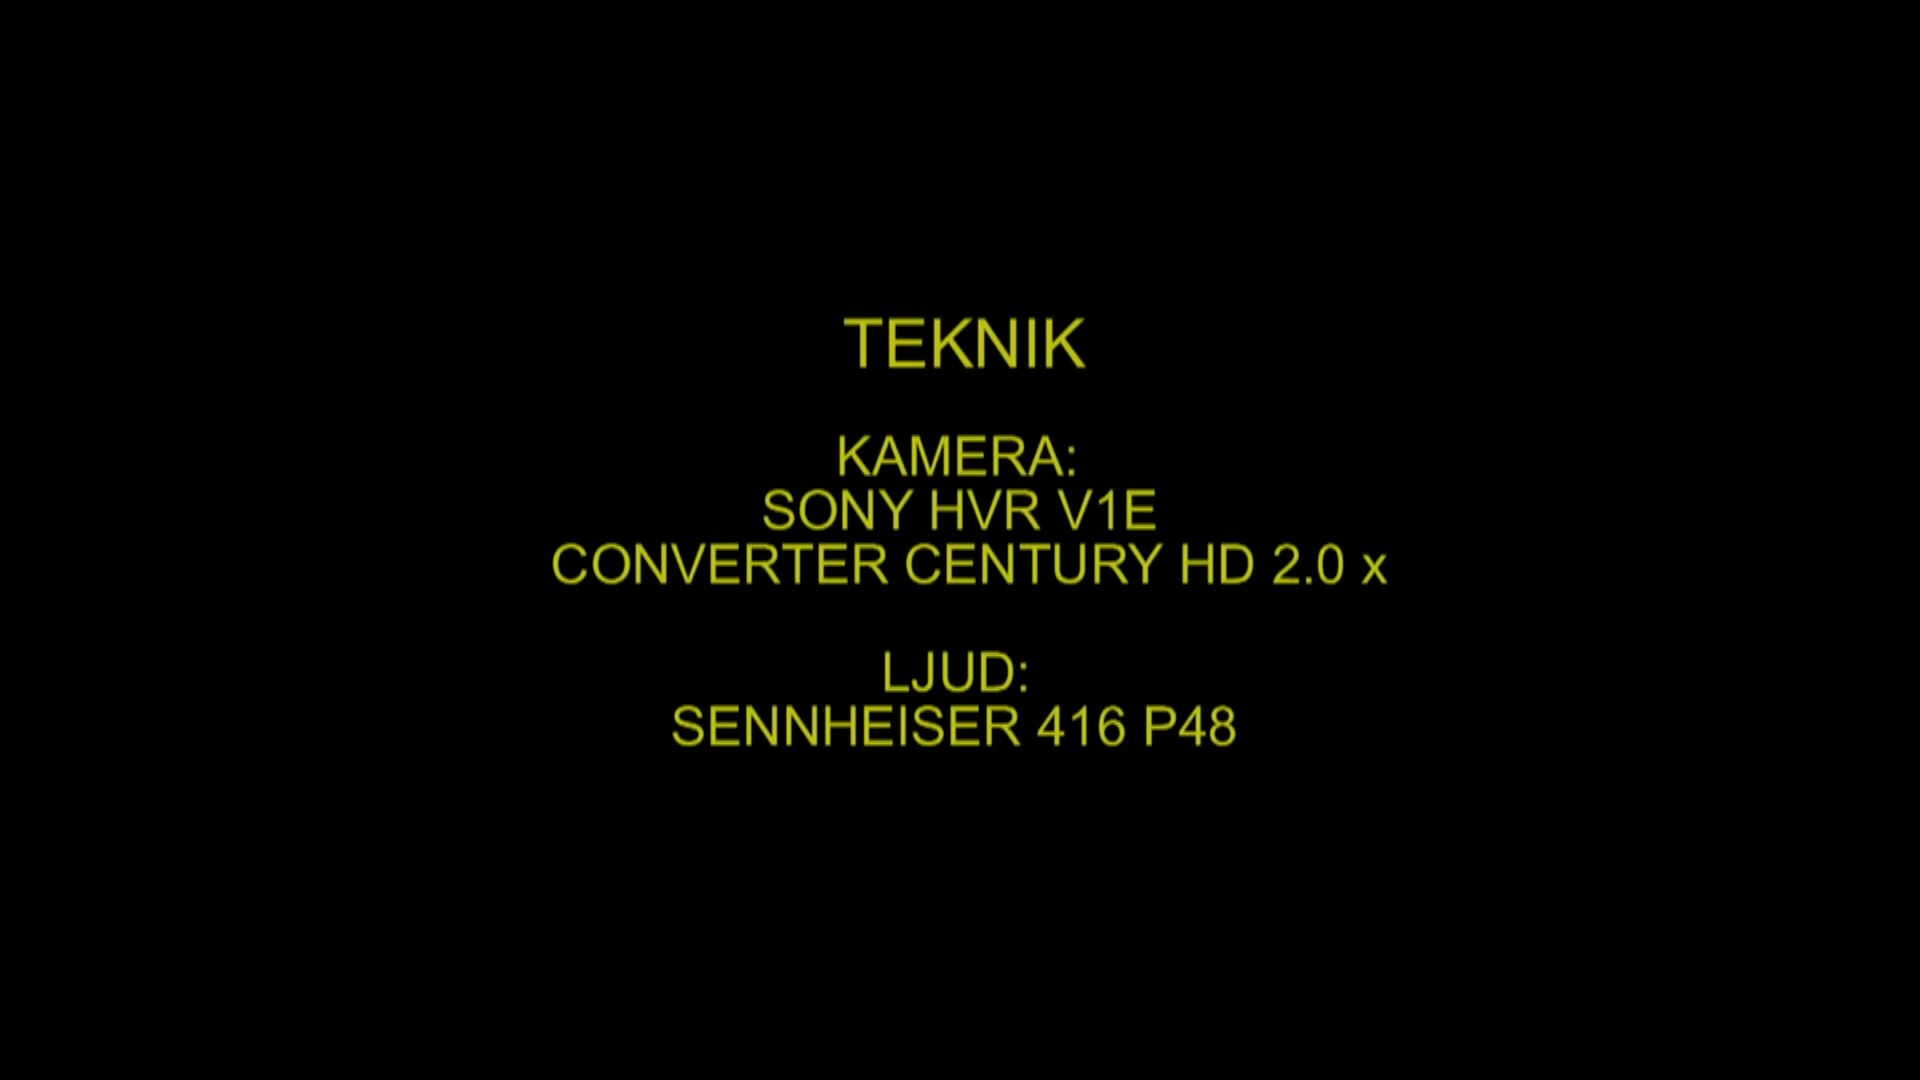 TEKNIK
KAMERA:
SONY HVR V1E
CONVERTER CENTURY HD 2.0 x
LJUD:
SENNHEISER 416 P48